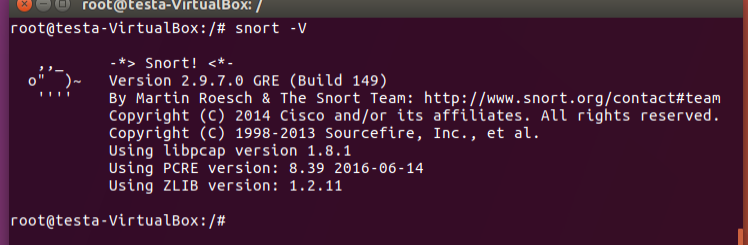 root@testa-VirtualBox: /
root@testa-VirtualBox:/# snort -V
   ,,_     -*> Snort! <*-
  o"  )~   Version 2.9.7.0 GRE (Build 149)
   ''''    By Martin Roesch & The Snort Team: http://www.snort.org/contact#team
           Copyright (C) 2014 Cisco and/or its affiliates. All rights reserved.
           Copyright (C) 1998-2013 Sourcefire, Inc., et al.
           Using libpcap version 1.8.1
           Using PCRE version: 8.39 2016-06-14
           Using ZLIB version: 1.2.11
root@testa-VirtualBox:/#